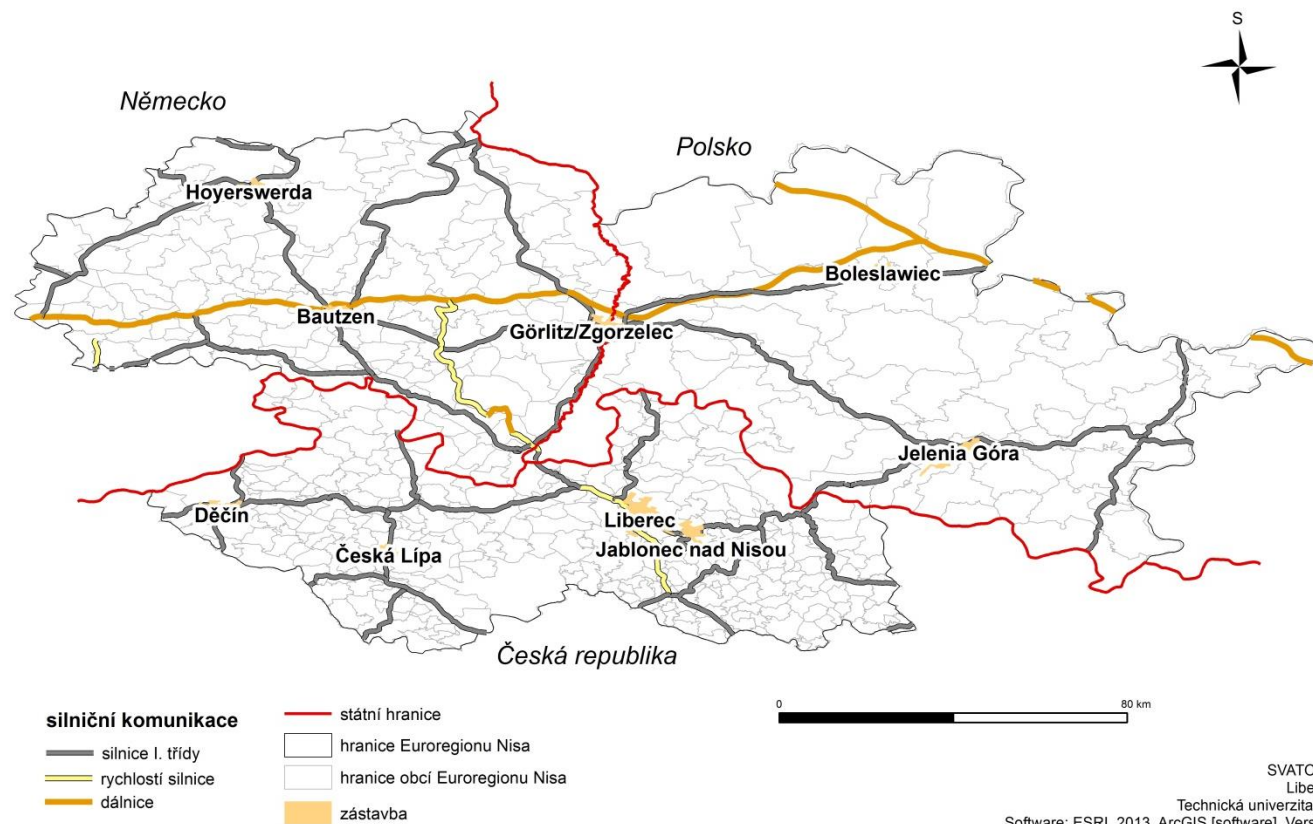 S
Německo
Polsko
Hoyerswerda
Boleslawiec
Bautzen
Görlitz/Zgorzelec
Jelenia Góra
Děčín
Liberec
Česká Lípa
Jablonec nad Nisou
Česká republika
silniční komunikace
silnice I. třídy
rychlostí silnice
dálnice
státní hranice
hranice Euroregionu Nisa
hranice obcí Euroregionu Nisa
zástavba
0 80 km
SVATO
Libe
Technická univerzita
Software: ESRI. 2013. ArcGIS [software]. Vers